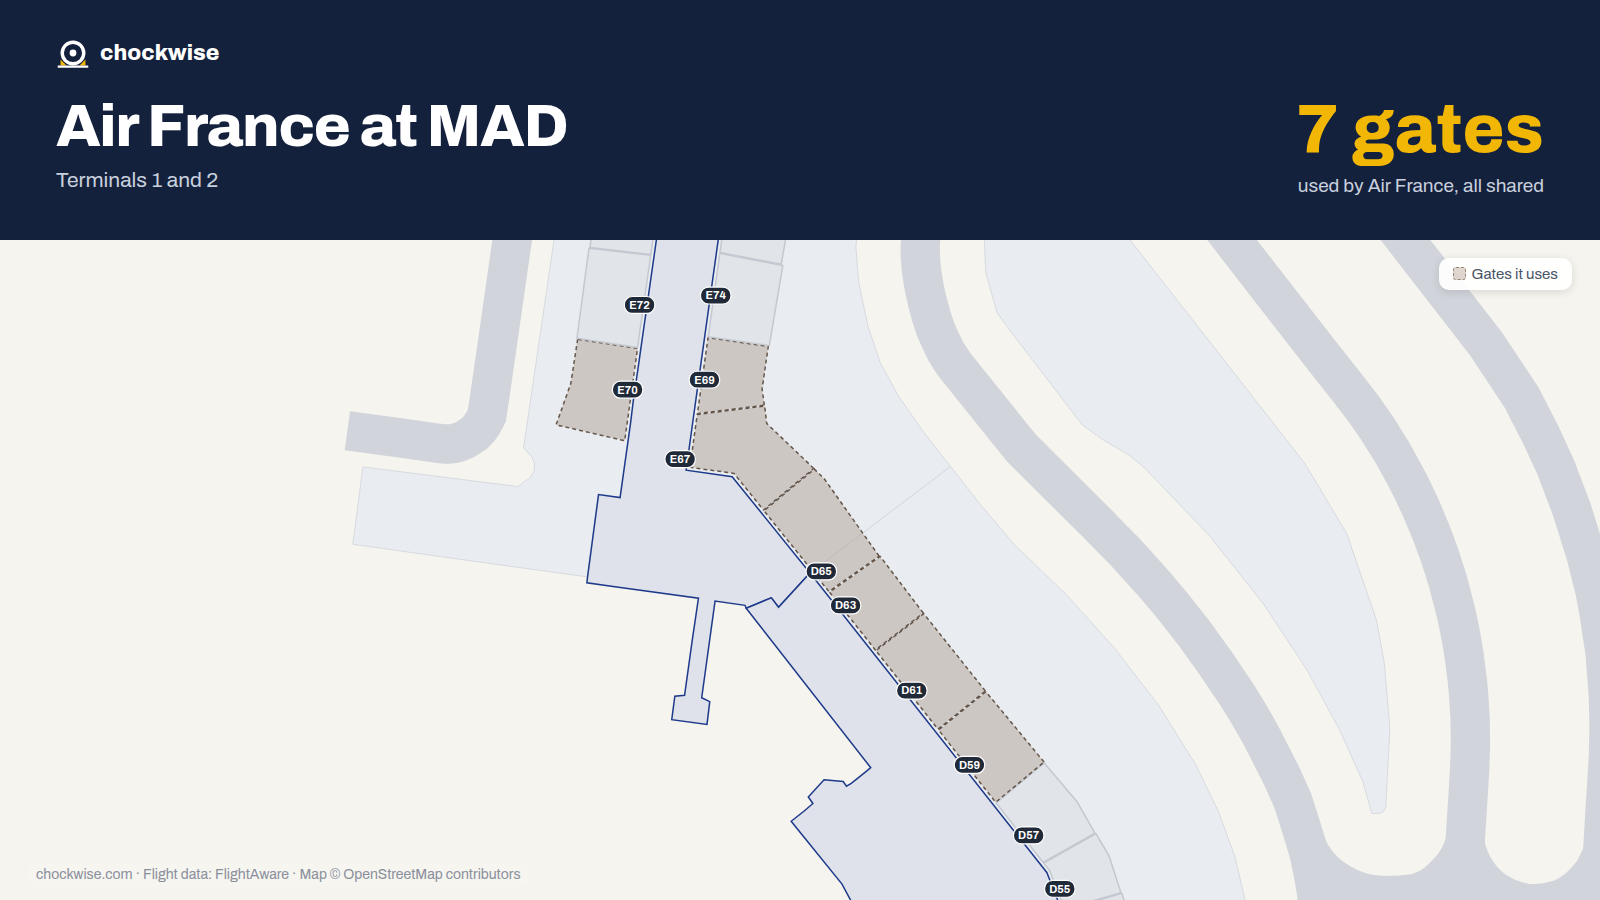 chockwise
Air France at MAD
Terminals 1 and 2
7 gates
used by Air France, all shared
Gates it uses
E72
E74
E70
E69
E67
D65
D63
D61
D59
D57
D55
chockwise.com · Flight data: FlightAware · Map © OpenStreetMap contributors